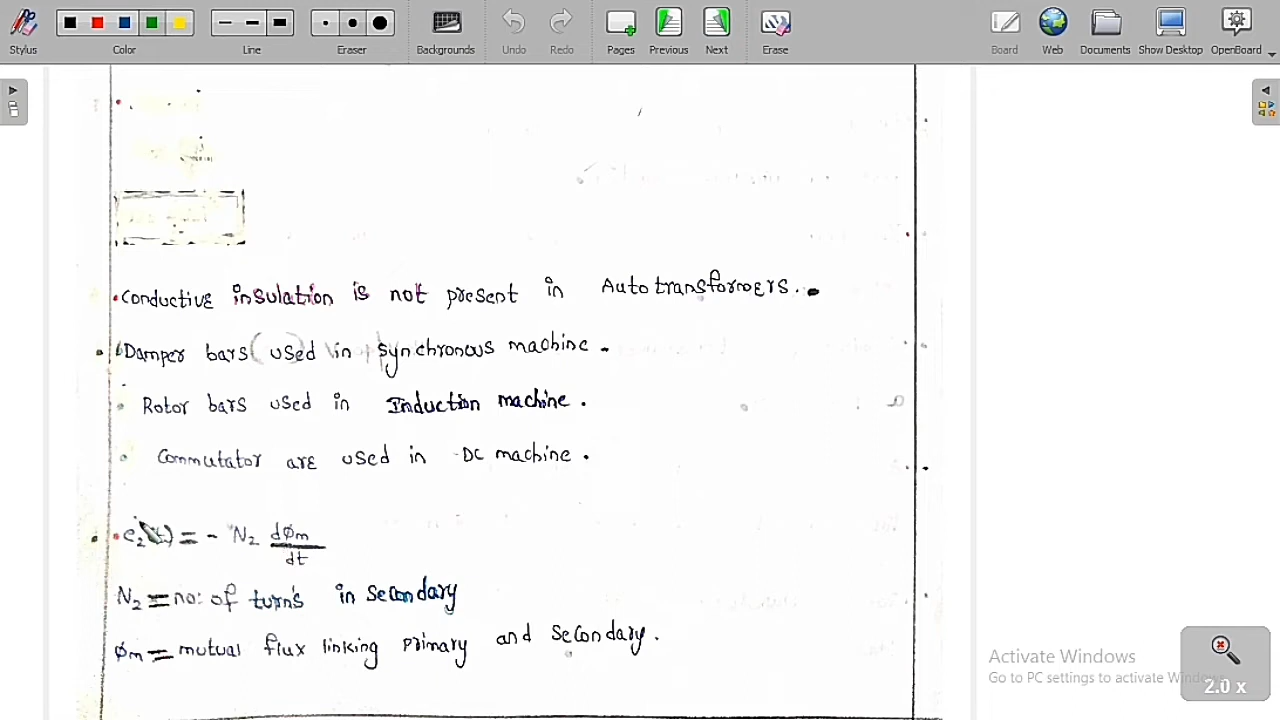 Stylus Color Line Eraser Backgrounds Undo Redo Pages Previous Next Erase Board Web Documents Show Desktop OpenBoard
• Conductive insulation is not present in Autotransformers.
• Damper bars used in synchronous machine.
• Rotor bars used in Induction machine.
• Commutator are used in DC machine.
• e₂(t) = - N₂ dϕm/dt
N₂ = no: of turns in secondary
ϕm = mutual flux linking primary and secondary.
Activate Windows
Go to PC settings to activate Windows.
2.0 x